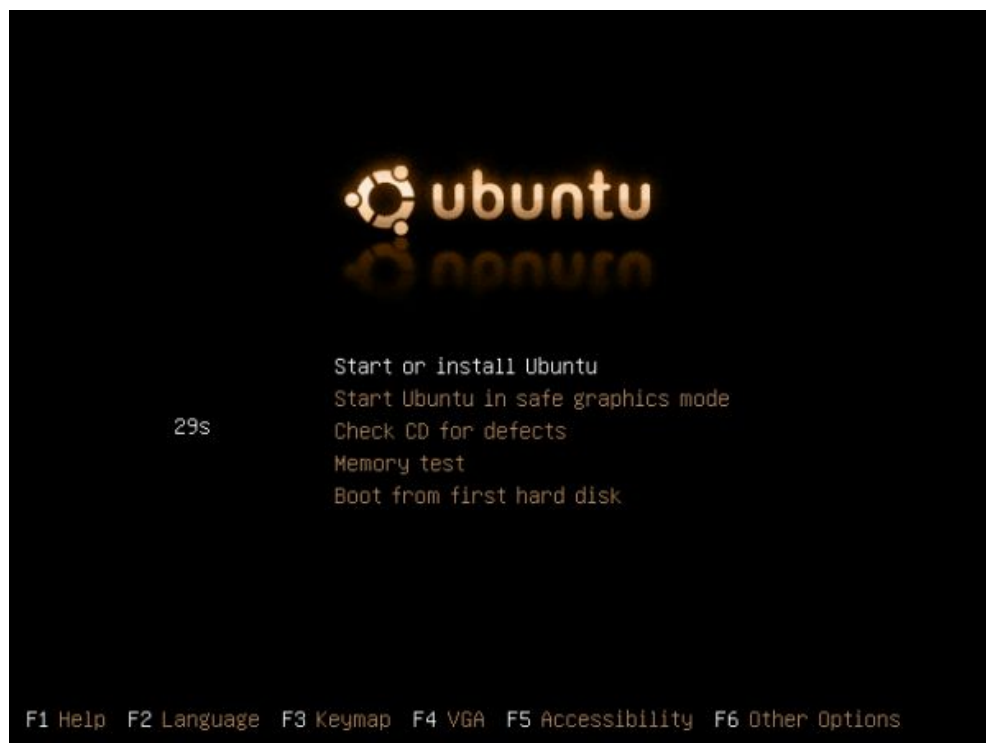 ubuntu
Start or install Ubuntu
Start Ubuntu in safe graphics mode
29s
Check CD for defects
Memory test
Boot from first hard disk
F1 Help F2 Language F3 Keymap F4 VGA F5 Accessibility F6 Other Options